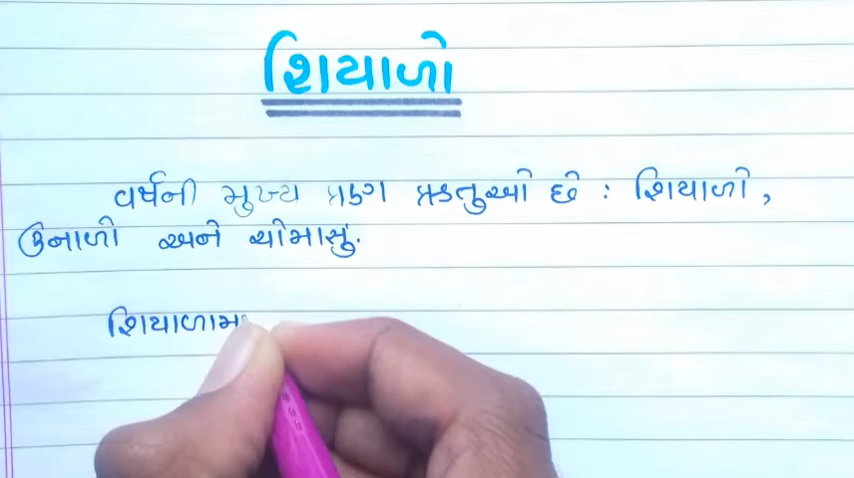 શિયાળો
વર્ષની મુખ્ય ત્રણ ઋતુઓ છે : શિયાળો,
ઉનાળો અને ચોમાસું.
શિયાળામ